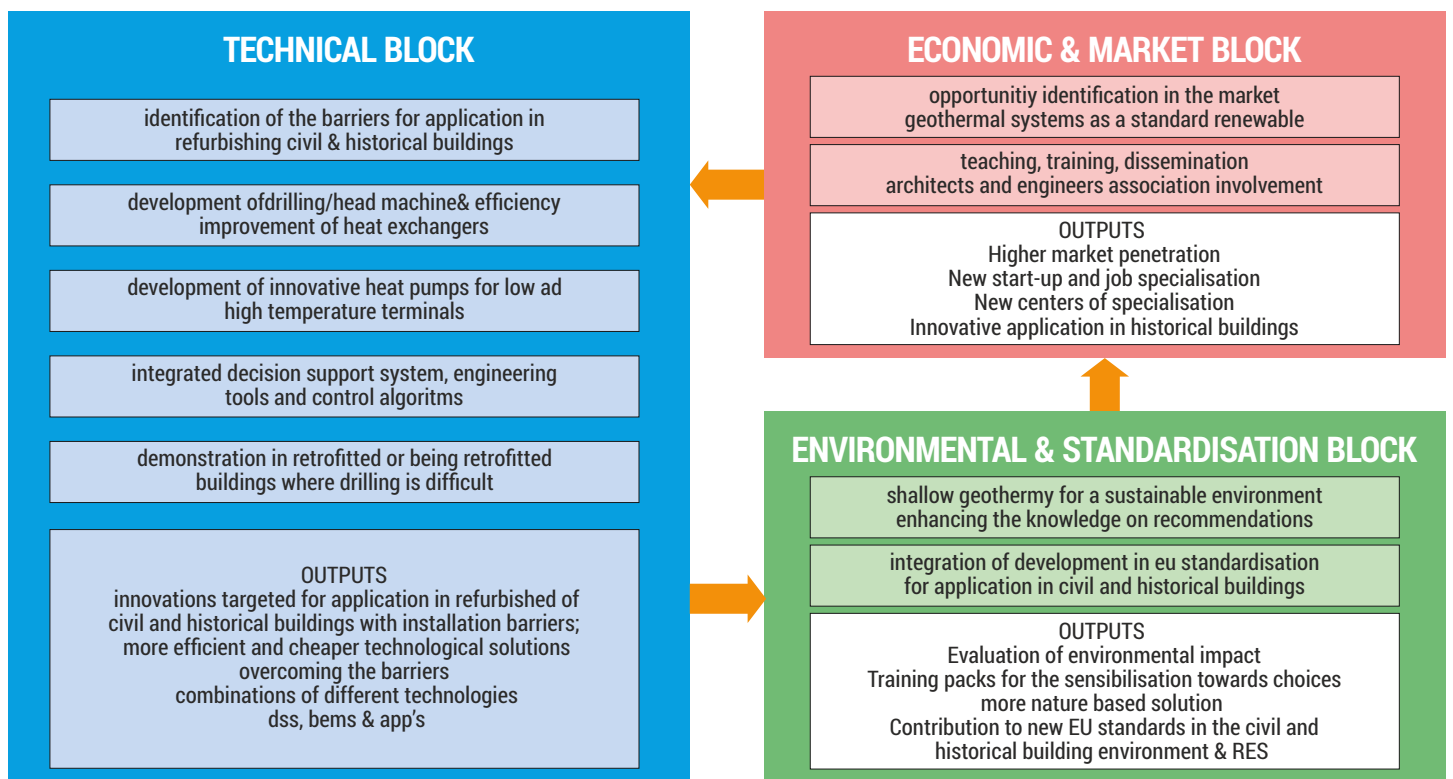 TECHNICAL BLOCK
identification of the barriers for application in
refurbishing civil & historical buildings
development ofdrilling/head machine& efficiency
improvement of heat exchangers
development of innovative heat pumps for low ad
high temperature terminals
integrated decision support system, engineering
tools and control algoritms
demonstration in retrofitted or being retrofitted
buildings where drilling is difficult
OUTPUTS
innovations targeted for application in refurbished of
civil and historical buildings with installation barriers;
more efficient and cheaper technological solutions
overcoming the barriers
combinations of different technologies
dss, bems & app's
ECONOMIC & MARKET BLOCK
opportunitiy identification in the market
geothermal systems as a standard renewable
teaching, training, dissemination
architects and engineers association involvement
OUTPUTS
Higher market penetration
New start-up and job specialisation
New centers of specialisation
Innovative application in historical buildings
ENVIRONMENTAL & STANDARDISATION BLOCK
shallow geothermy for a sustainable environment
enhancing the knowledge on recommendations
integration of development in eu standardisation
for application in civil and historical buildings
OUTPUTS
Evaluation of environmental impact
Training packs for the sensibilisation towards choices
more nature based solution
Contribution to new EU standards in the civil and
historical building environment & RES